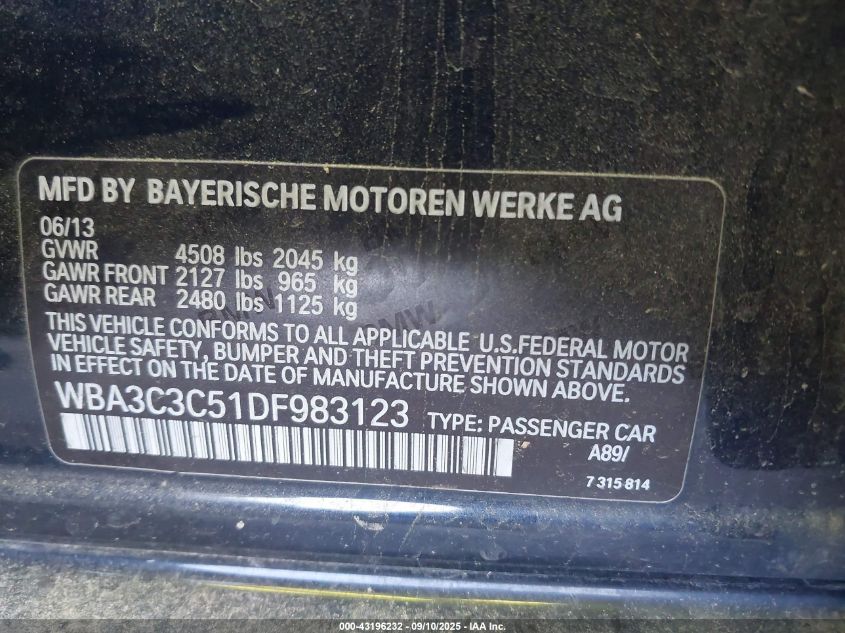 MFD BY BAYERISCHE MOTOREN WERKE AG
06/13
GVWR 4508 lbs 2045 kg
GAWR FRONT 2127 lbs 965 kg
GAWR REAR 2480 lbs 1125 kg
THIS VEHICLE CONFORMS TO ALL APPLICABLE U.S.FEDERAL MOTOR
VEHICLE SAFETY, BUMPER AND THEFT PREVENTION STANDARDS
IN EFFECT ON THE DATE OF MANUFACTURE SHOWN ABOVE.
WBA3C3C51DF983123 TYPE: PASSENGER CAR
A89/
7 315 814
000-43196232 - 09/10/2025 - IAA Inc.